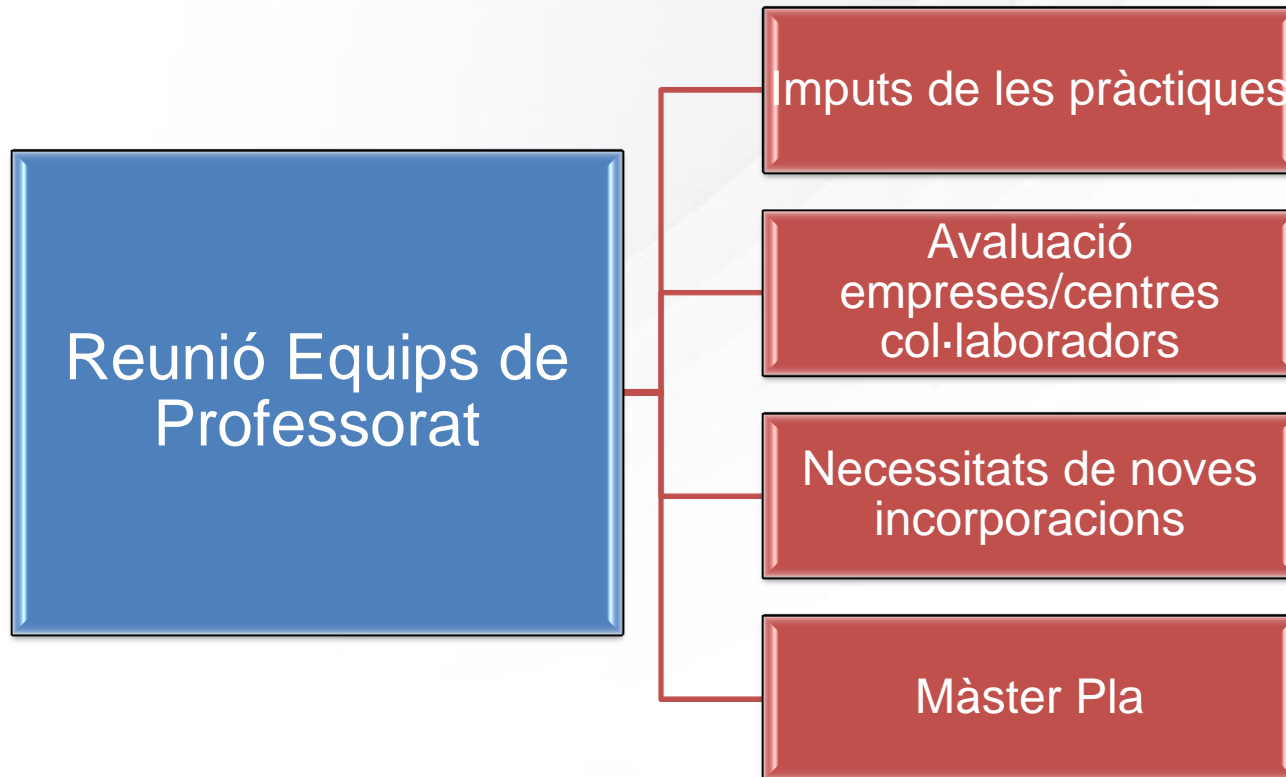 Reunió Equips de
Professorat
Imputs de les pràctiques
Avaluació
empreses/centres
col·laboradors
Necessitats de noves
incorporacions
Màster Pla